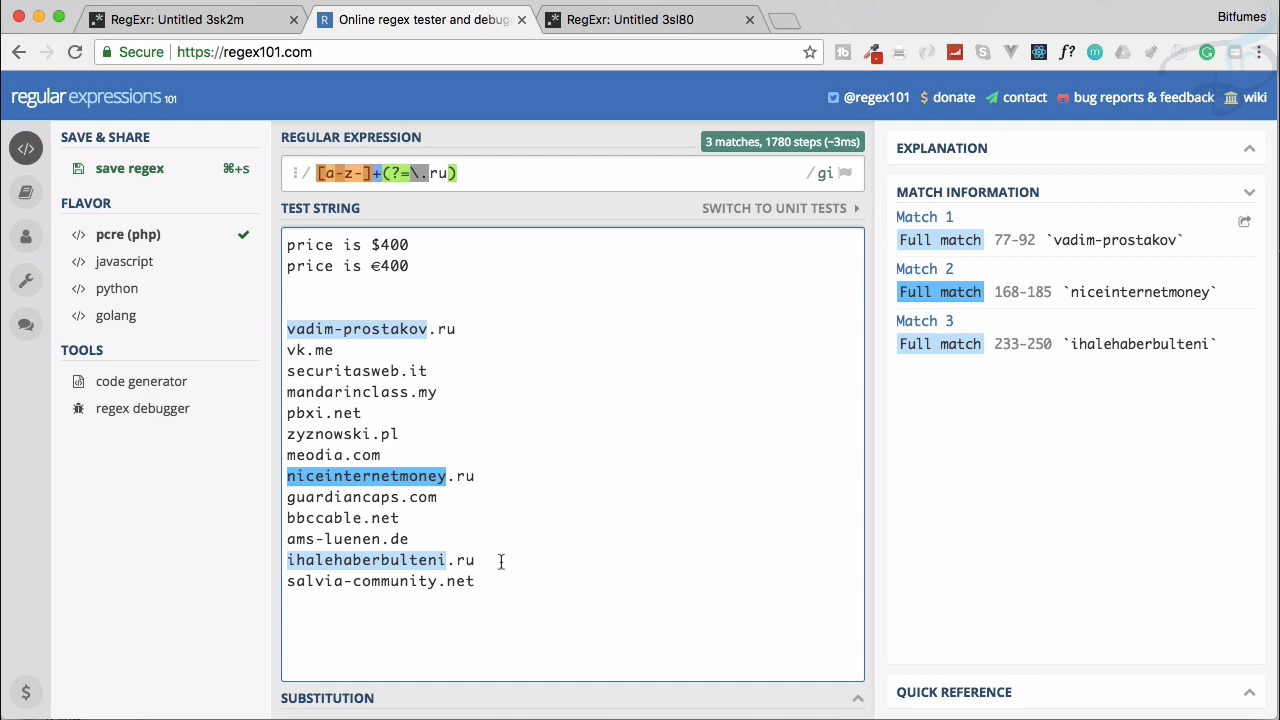 RegExr: Untitled 3sk2m
Online regex tester and debug
RegExr: Untitled 3sl80
Bitfumes
Secure https://regex101.com
regular expressions 101
@regex101 $ donate contact bug reports & feedback wiki
SAVE & SHARE
save regex ⌘+S
FLAVOR
</> pcre (php)
</> javascript
</> python
</> golang
TOOLS
code generator
regex debugger
REGULAR EXPRESSION
3 matches, 1780 steps (~3ms)
/ [a-z-]+(?=\.ru) / gi
TEST STRING
SWITCH TO UNIT TESTS
price is $400
price is €400
vadim-prostakov.ru
vk.me
securitasweb.it
mandarinclass.my
pbxi.net
zyznowski.pl
meodia.com
niceinternetmoney.ru
guardiancaps.com
bbccable.net
ams-luenen.de
ihalehaberbulteni.ru
salvia-community.net
SUBSTITUTION
EXPLANATION
MATCH INFORMATION
Match 1
Full match 77-92 `vadim-prostakov`
Match 2
Full match 168-185 `niceinternetmoney`
Match 3
Full match 233-250 `ihalehaberbulteni`
QUICK REFERENCE